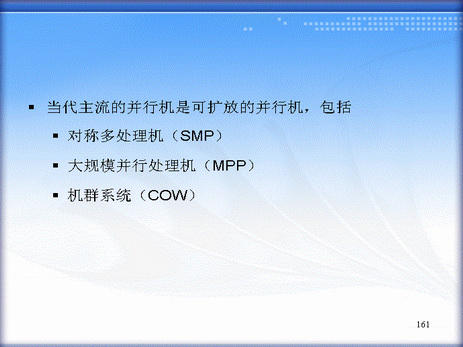 ▪ 当代主流的并行机是可扩放的并行机，包括
▪ 对称多处理机（SMP）
▪ 大规模并行处理机（MPP）
▪ 机群系统（COW）
161